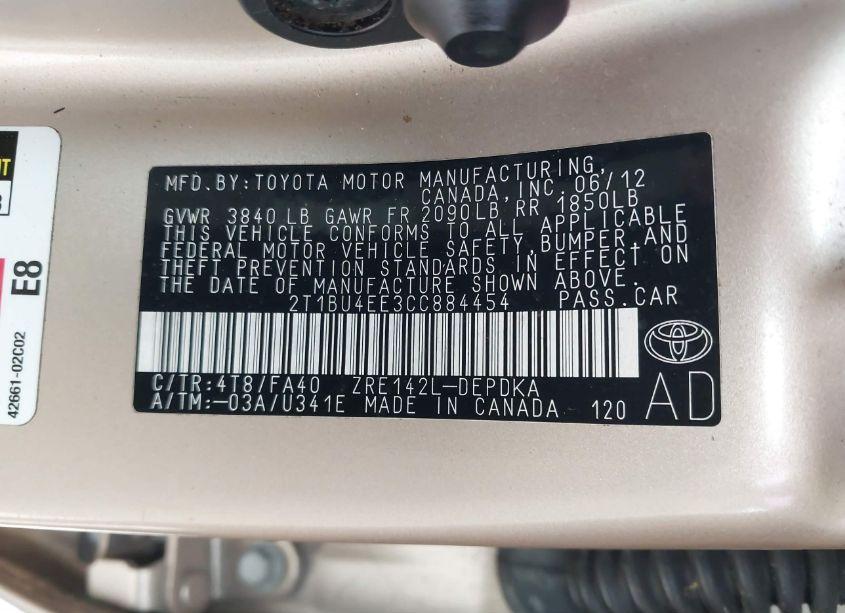 MFD.BY:TOYOTA MOTOR MANUFACTURING,
CANADA, INC. 06/12
GVWR 3840 LB GAWR FR 2090LB RR 1850LB
THIS VEHICLE CONFORMS TO ALL APPLICABLE
FEDERAL MOTOR VEHICLE SAFETY, BUMPER, AND
THEFT PREVENTION STANDARDS IN EFFECT ON
THE DATE OF MANUFACTURE SHOWN ABOVE.
2T1BU4EE3CC884454 PASS.CAR
C/TR:4T8/FA40 ZRE142L-DEPDKA
A/TM:-03A/U341E MADE IN CANADA 120
AD
E8
42661-02C02